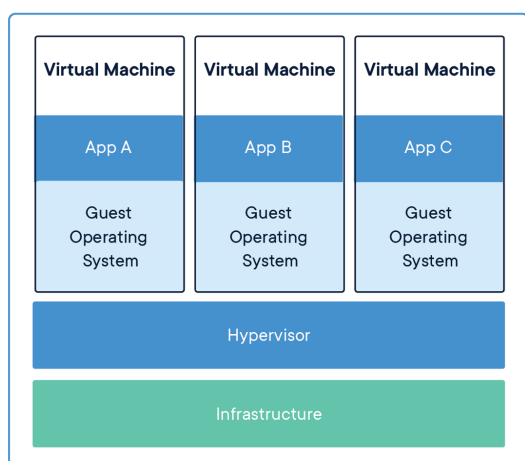 Virtual Machine Virtual Machine Virtual Machine
App A App B App C
Guest Guest Guest
Operating Operating Operating
System System System
Hypervisor
Infrastructure